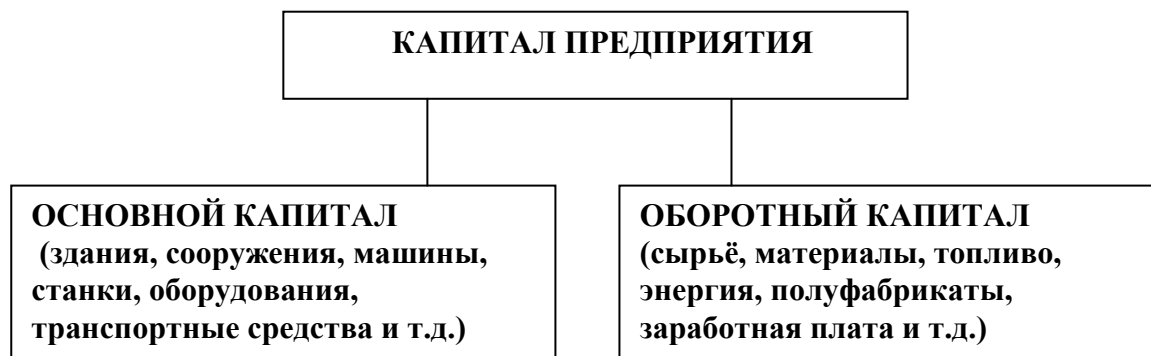 КАПИТАЛ ПРЕДПРИЯТИЯ
ОСНОВНОЙ КАПИТАЛ
(здания, сооружения, машины,
станки, оборудования,
транспортные средства и т.д.)
ОБОРОТНЫЙ КАПИТАЛ
(сырьё, материалы, топливо,
энергия, полуфабрикаты,
заработная плата и т.д.)